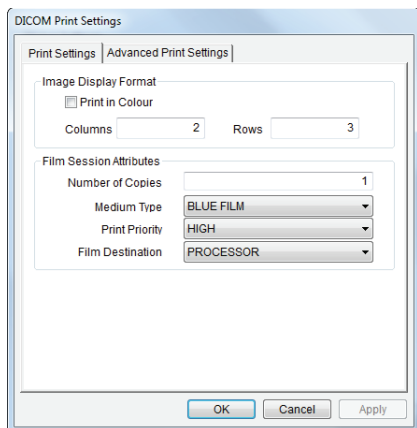 DICOM Print Settings
Print Settings Advanced Print Settings
Image Display Format
Print in Colour
Columns 2 Rows 3
Film Session Attributes
Number of Copies 1
Medium Type BLUE FILM
Print Priority HIGH
Film Destination PROCESSOR
OK Cancel Apply